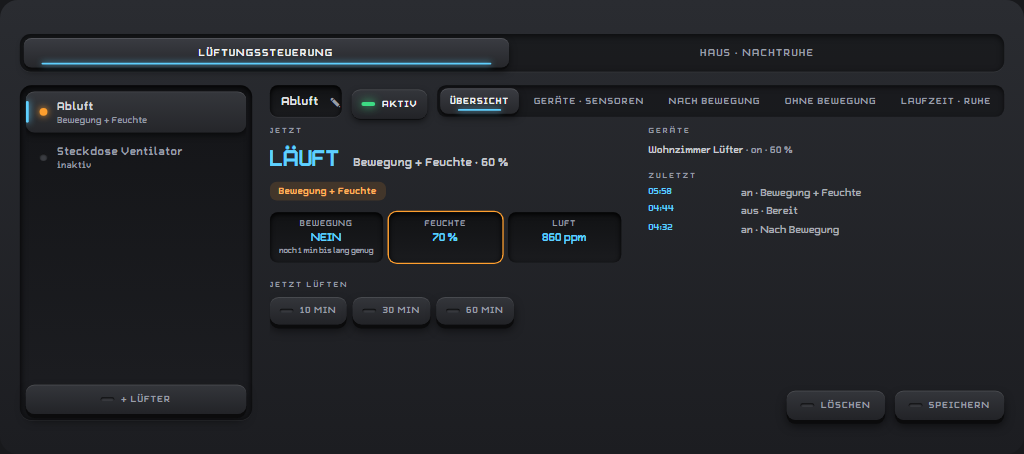 LÜFTUNGSSTEUERUNG
HAUS · NACHTRUHE
Abluft
Bewegung + Feuchte
Steckdose Ventilator
inaktiv
+ LÜFTER
Abluft
AKTIV
ÜBERSICHT
GERÄTE · SENSOREN
NACH BEWEGUNG
OHNE BEWEGUNG
LAUFZEIT · RUHE
JETZT
LÄUFT
Bewegung + Feuchte · 60 %
Bewegung + Feuchte
BEWEGUNG
NEIN
noch 1 min bis lang genug
FEUCHTE
70 %
LUFT
860 ppm
JETZT LÜFTEN
10 MIN
30 MIN
60 MIN
GERÄTE
Wohnzimmer Lüfter · on · 60 %
ZULETZT
05:58 an · Bewegung + Feuchte
04:44 aus · Bereit
04:32 an · Nach Bewegung
LÖSCHEN
SPEICHERN